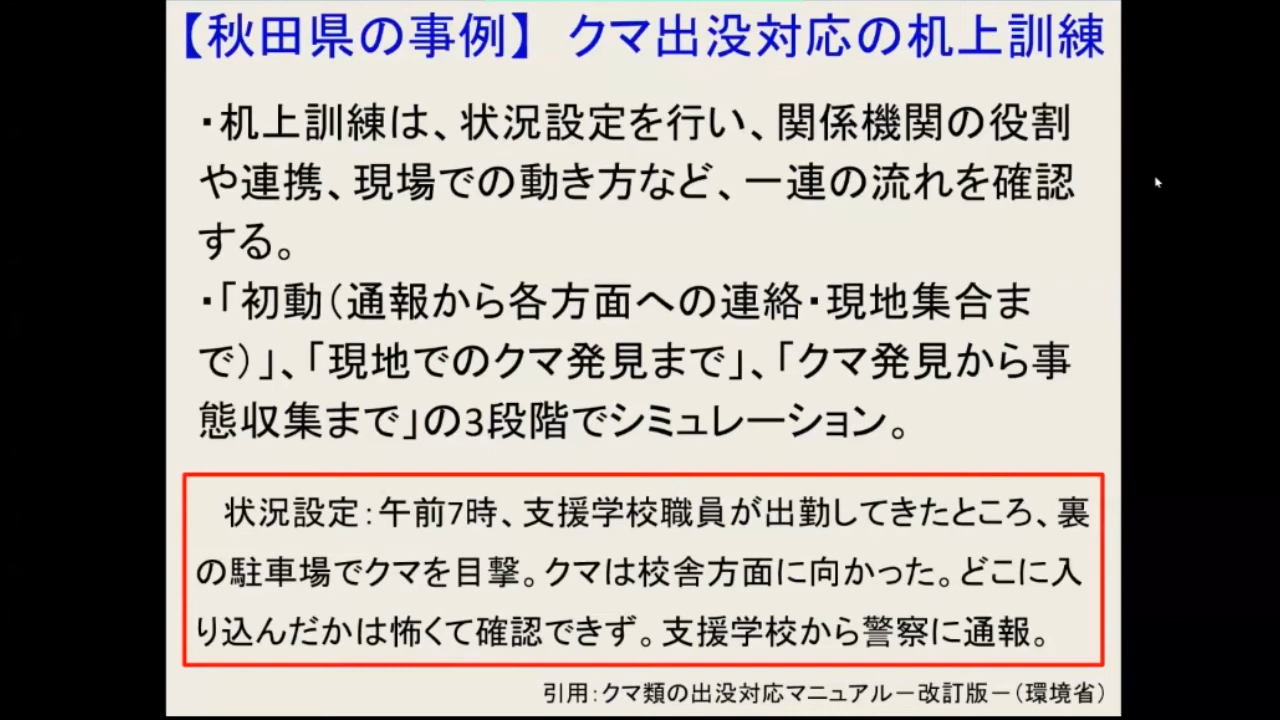 【秋田県の事例】 クマ出没対応の机上訓練
・机上訓練は、状況設定を行い、関係機関の役割
や連携、現場での動き方など、一連の流れを確認
する。
・「初動（通報から各方面への連絡・現地集合ま
で）」、「現地でのクマ発見まで」、「クマ発見から事
態収集まで」の3段階でシミュレーション。
状況設定：午前7時、支援学校職員が出勤してきたところ、裏
の駐車場でクマを目撃。クマは校舎方面に向かった。どこに入
り込んだかは怖くて確認できず。支援学校から警察に通報。
引用：クマ類の出没対応マニュアル－改訂版－（環境省）